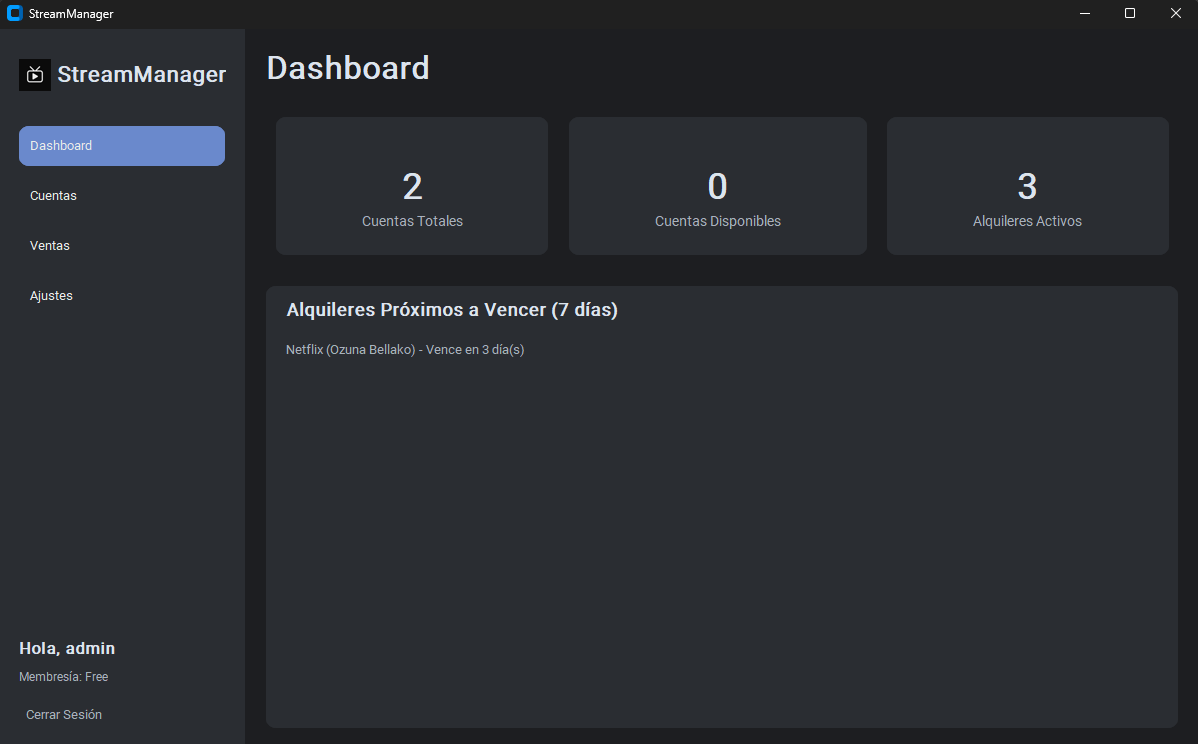 StreamManager
StreamManager
Dashboard
Cuentas
Ventas
Ajustes
Hola, admin
Membresía: Free
Cerrar Sesión
Dashboard
2
Cuentas Totales
0
Cuentas Disponibles
3
Alquileres Activos
Alquileres Próximos a Vencer (7 días)
Netflix (Ozuna Bellako) - Vence en 3 día(s)